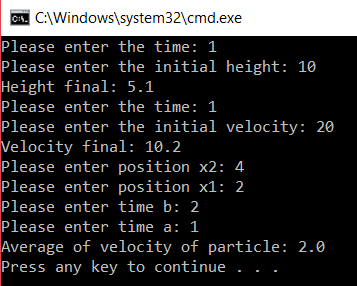 C:\Windows\system32\cmd.exe
Please enter the time: 1
Please enter the initial height: 10
Height final: 5.1
Please enter the time: 1
Please enter the initial velocity: 20
Velocity final: 10.2
Please enter position x2: 4
Please enter position x1: 2
Please enter time b: 2
Please enter time a: 1
Average of velocity of particle: 2.0
Press any key to continue . . .